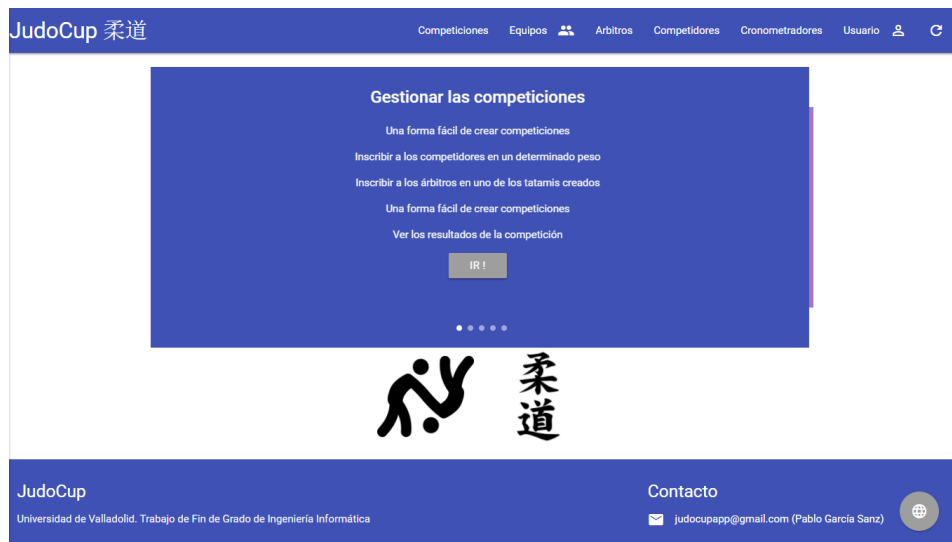 JudoCup 柔道
Competiciones Equipos Arbitros Competidores Cronometradores Usuario
Gestionar las competiciones
Una forma fácil de crear competiciones
Inscribir a los competidores en un determinado peso
Inscribir a los árbitros en uno de los tatamis creados
Una forma fácil de crear competiciones
Ver los resultados de la competición
IR !
柔道
JudoCup
Universidad de Valladolid. Trabajo de Fin de Grado de Ingeniería Informática
Contacto
judocupapp@gmail.com (Pablo García Sanz)